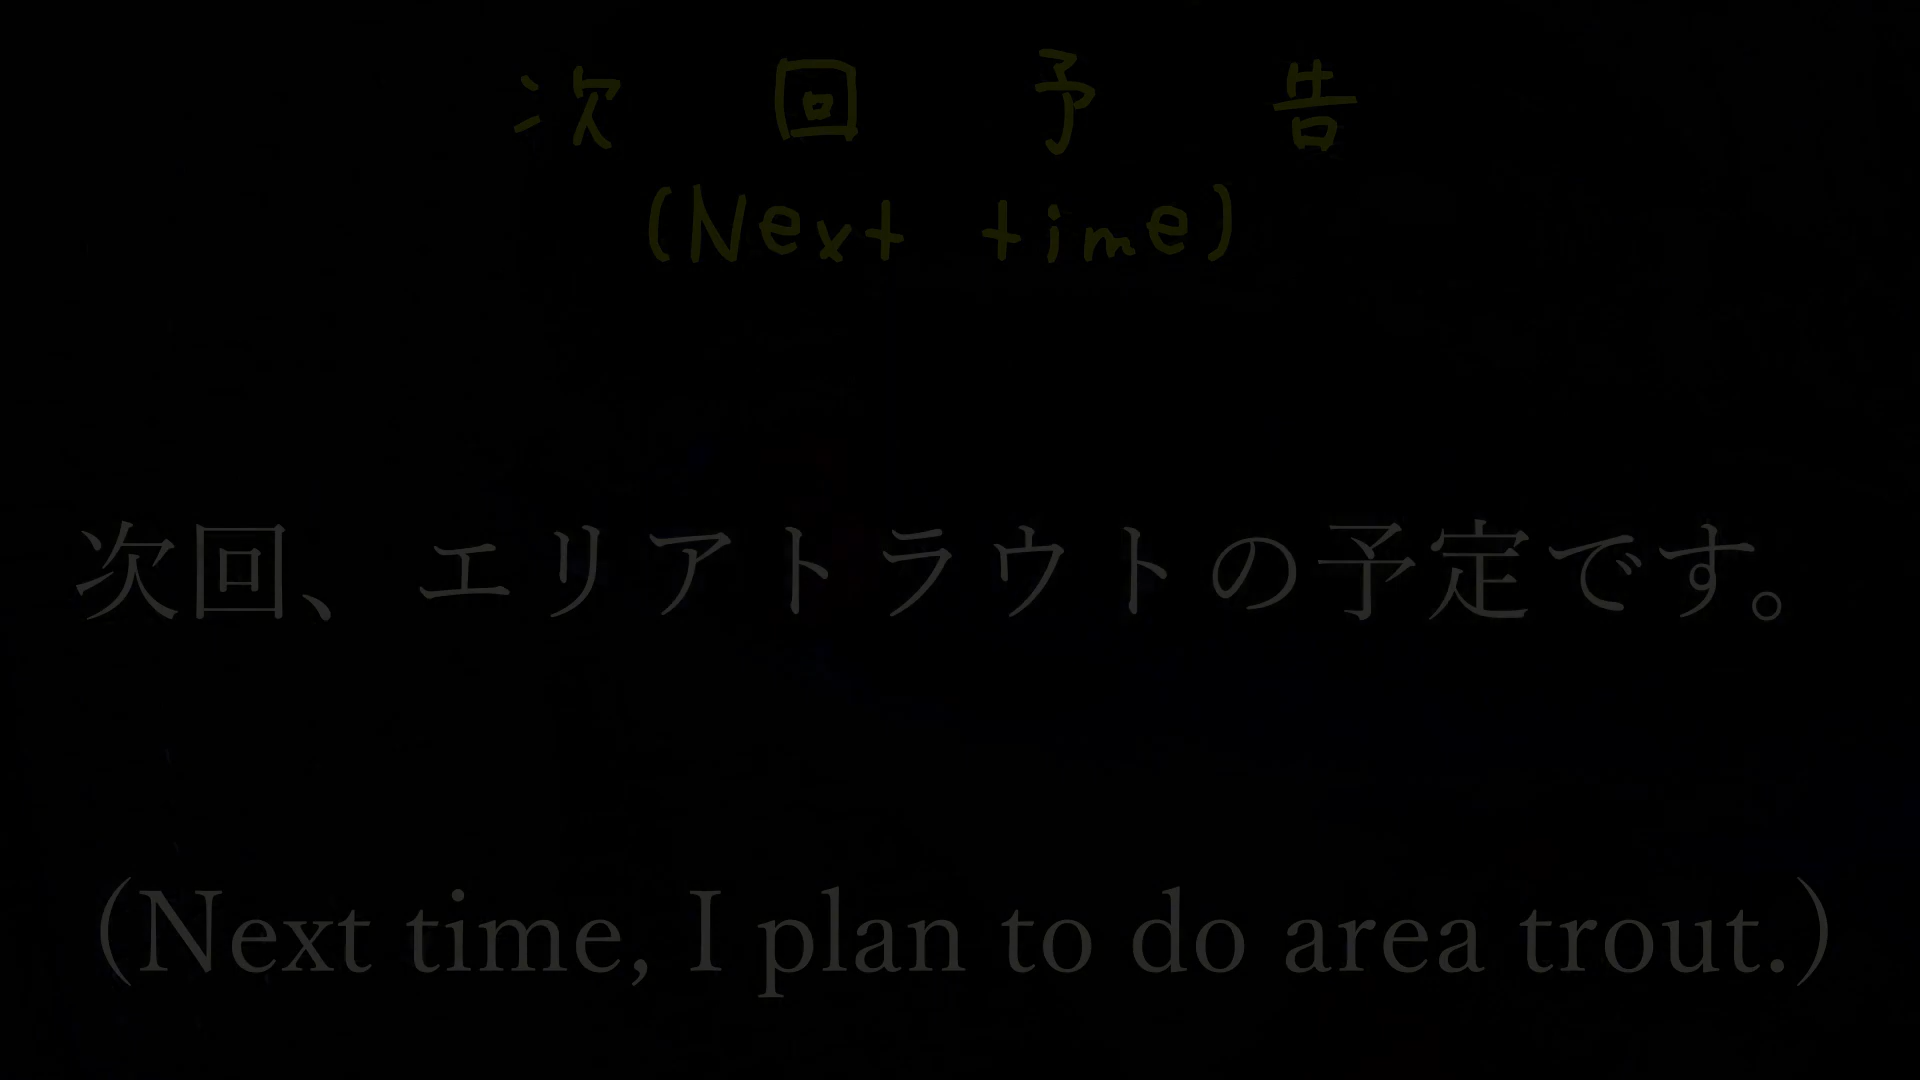 次回予告
(Next time)
次回、エリアトラウトの予定です。
(Next time, I plan to do area trout.)